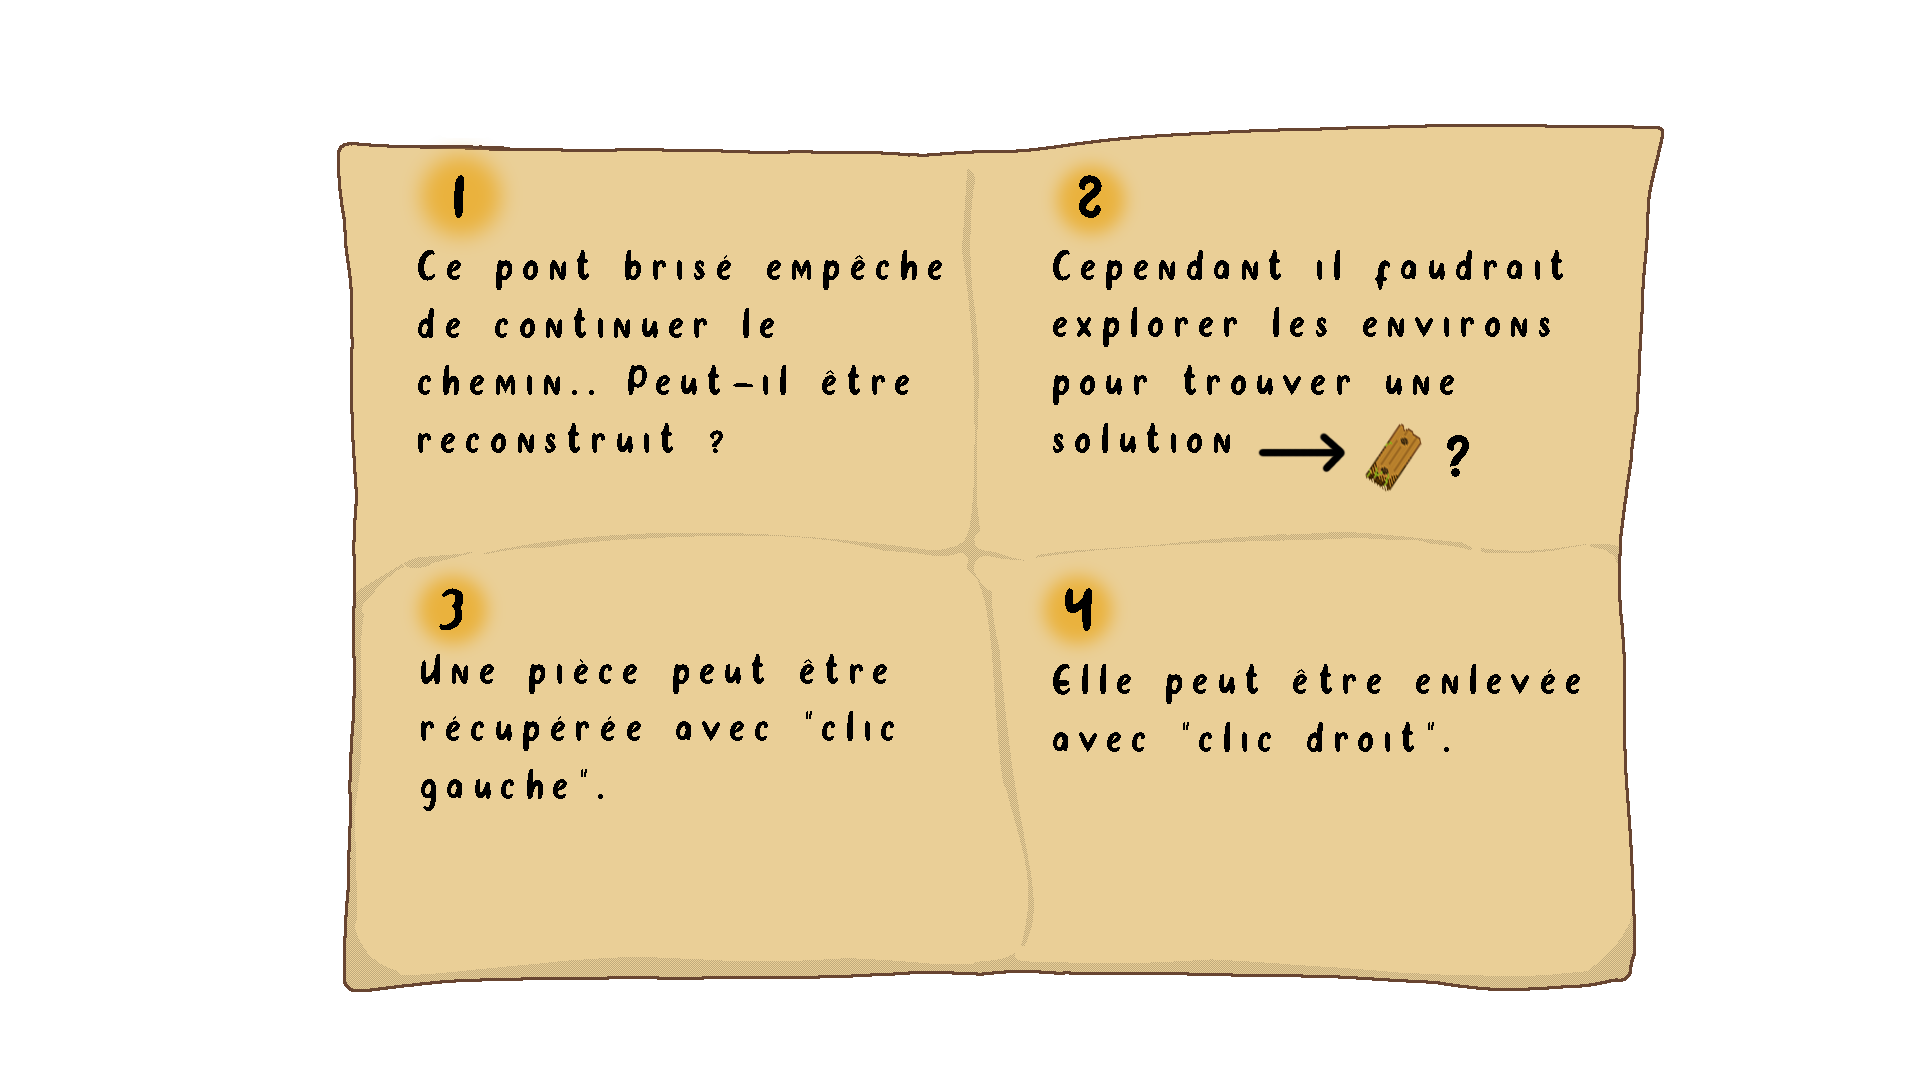 1
Ce pont brisé empêche
de continuer le
chemin.. Peut-il être
reconstruit ?
2
Cependant il faudrait
explorer les environs
pour trouver une
solution → ?
3
Une pièce peut être
récupérée avec "clic
gauche".
4
Elle peut être enlevée
avec "clic droit".